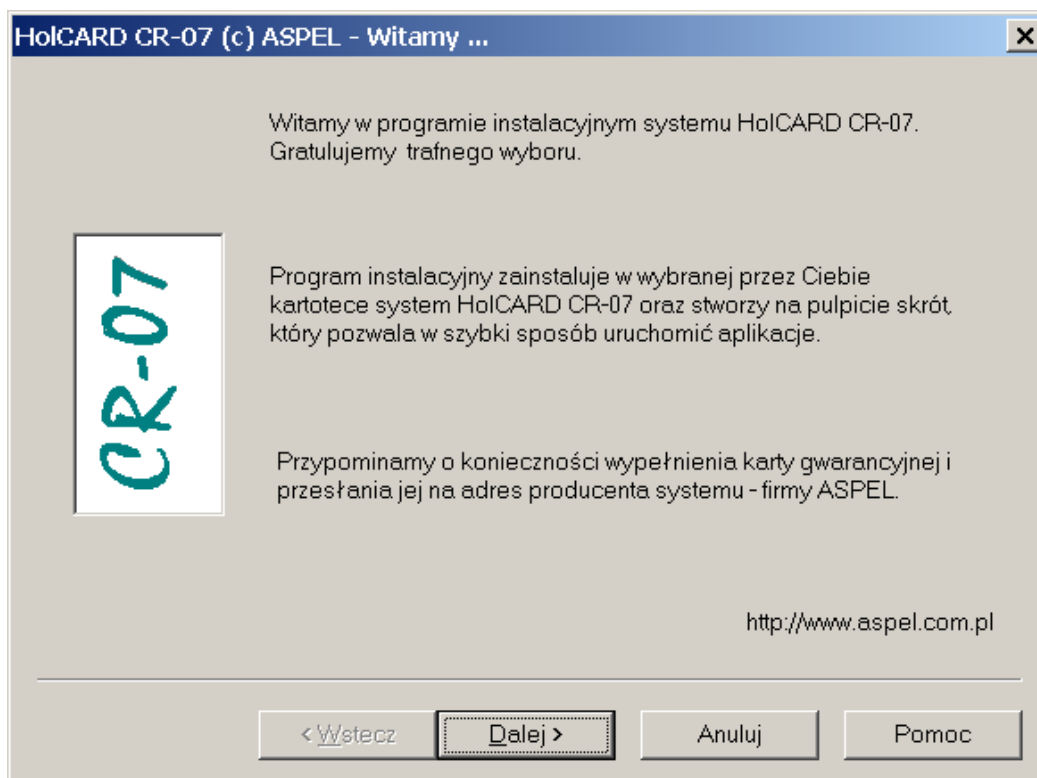 HolCARD CR-07 (c) ASPEL - Witamy ...
Witamy w programie instalacyjnym systemu HolCARD CR-07.
Gratulujemy trafnego wyboru.
CR-07
Program instalacyjny zainstaluje w wybranej przez Ciebie
kartotece system HolCARD CR-07 oraz stworzy na pulpicie skrót,
który pozwala w szybki sposób uruchomić aplikacje.
Przypominamy o konieczności wypełnienia karty gwarancyjnej i
przesłania jej na adres producenta systemu - firmy ASPEL.
http://www.aspel.com.pl
< Wstecz Dalej > Anuluj Pomoc